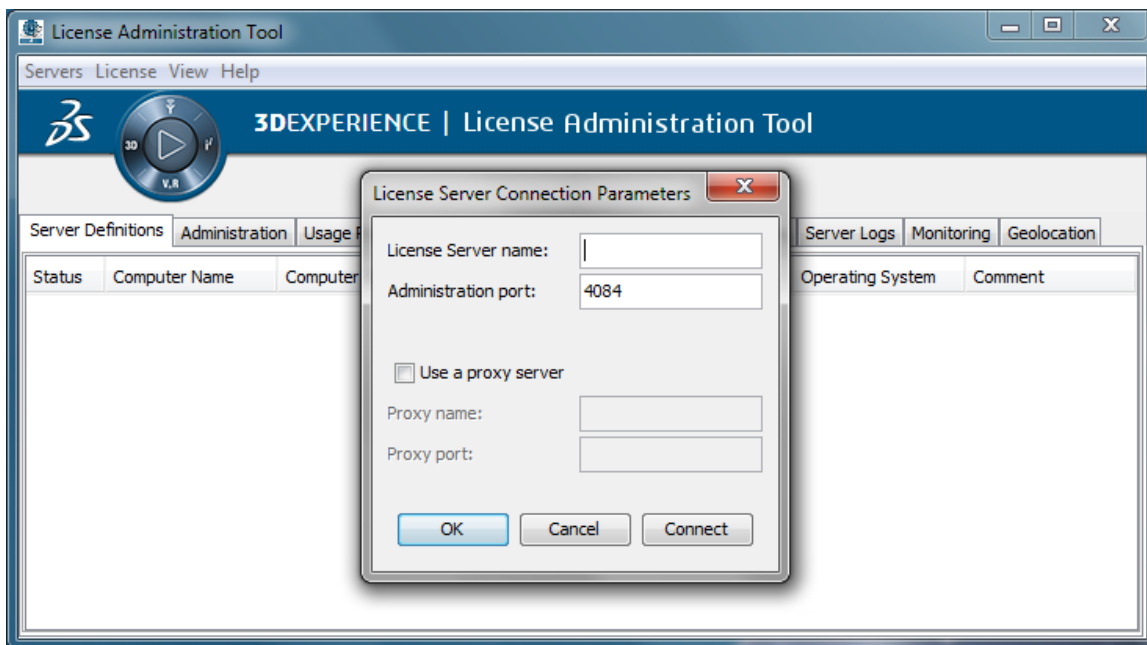 License Administration Tool
Servers License View Help
3DS
3DEXPERIENCE | License Administration Tool
3D
V,R
License Server Connection Parameters
Server Definitions Administration Usage Server Logs Monitoring Geolocation
License Server name:
Status Computer Name Computer Operating System Comment
Administration port: 4084
Use a proxy server
Proxy name:
Proxy port:
OK Cancel Connect